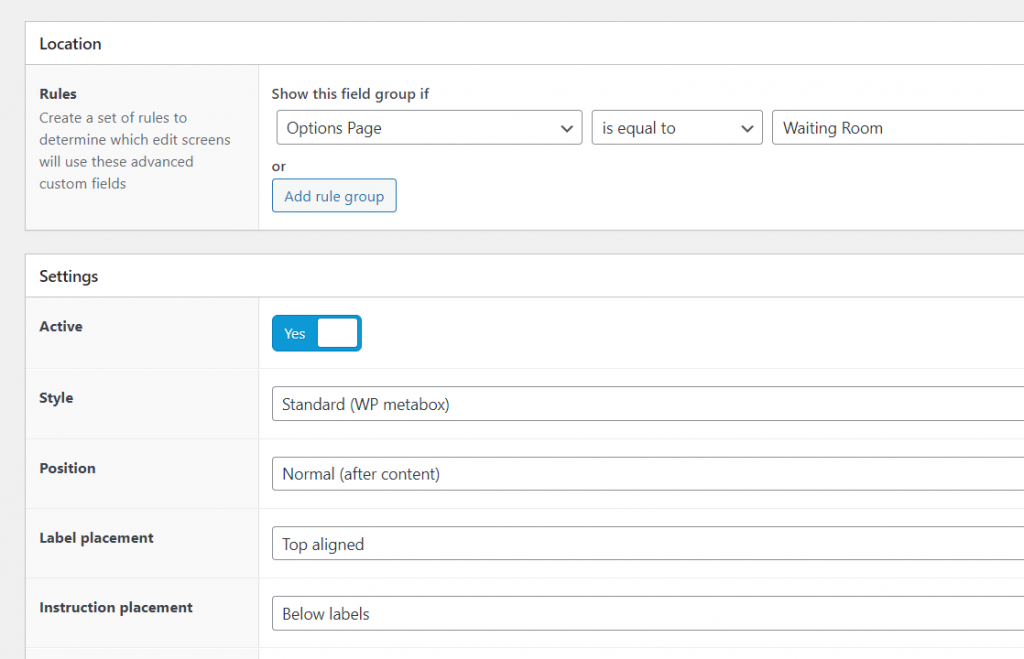 Location
Rules
Create a set of rules to
determine which edit screens
will use these advanced
custom fields
Show this field group if
Options Page
is equal to
Waiting Room
or
Add rule group
Settings
Active
Yes
Style
Standard (WP metabox)
Position
Normal (after content)
Label placement
Top aligned
Instruction placement
Below labels